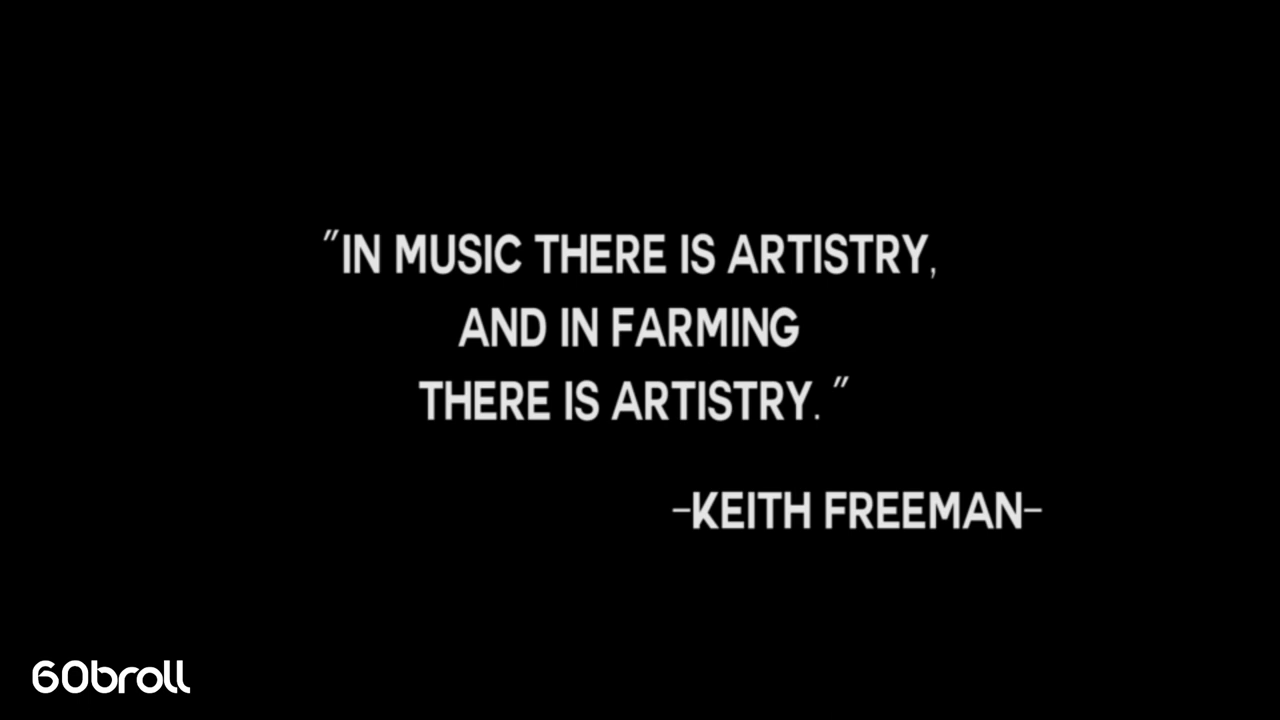 "IN MUSIC THERE IS ARTISTRY,
AND IN FARMING
THERE IS ARTISTRY."
-KEITH FREEMAN-
60broll